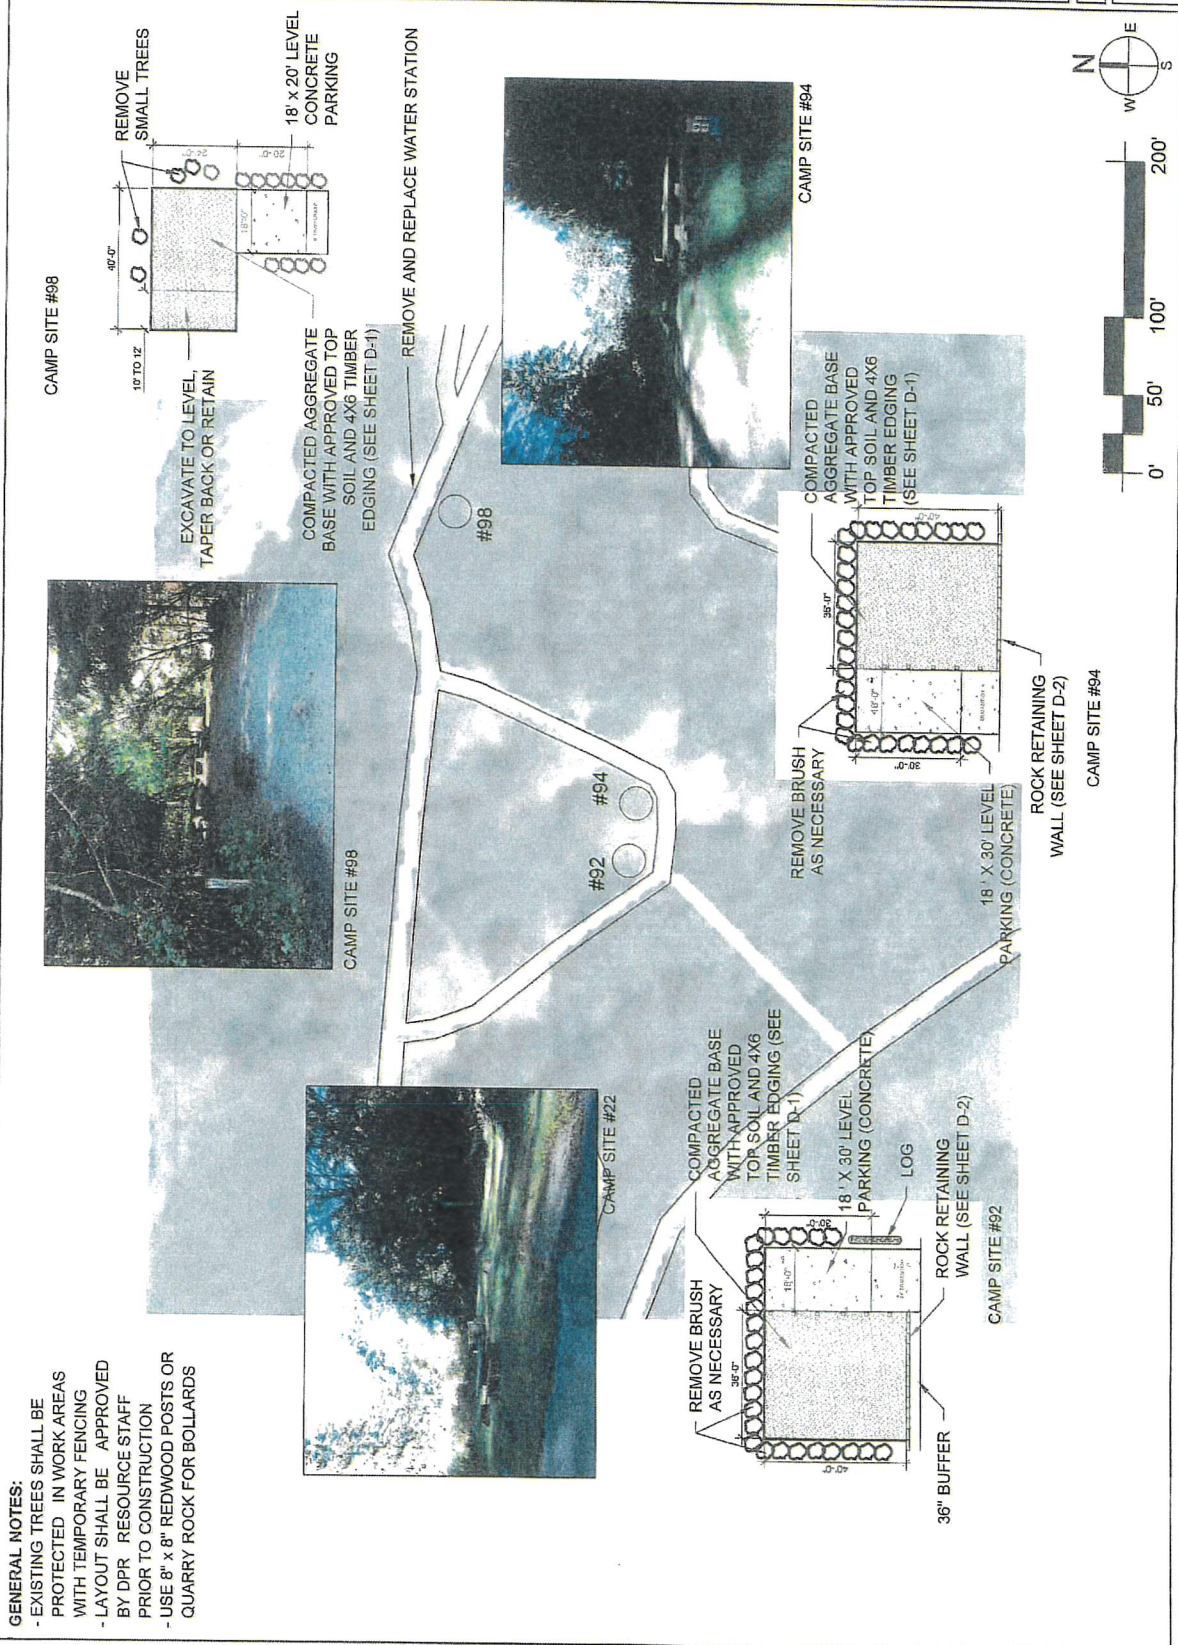 GENERAL NOTES:
- EXISTING TREES SHALL BE
PROTECTED IN WORK AREAS
WITH TEMPORARY FENCING
- LAYOUT SHALL BE APPROVED
BY DPR RESOURCE STAFF
PRIOR TO CONSTRUCTION
- USE 8" x 8" REDWOOD POSTS OR
QUARRY ROCK FOR BOLLARDS
CAMP SITE #98
CAMP SITE #98
REMOVE
SMALL TREES
40'-0"
24'-0"
20'-0"
18'-0"
10' TO 12'
18' x 20' LEVEL
CONCRETE
PARKING
EXCAVATE TO LEVEL,
TAPER BACK OR RETAIN
COMPACTED AGGREGATE
BASE WITH APPROVED TOP
SOIL AND 4X6 TIMBER
EDGING (SEE SHEET D-1)
REMOVE AND REPLACE WATER STATION
#98
#94
#92
CAMP SITE #22
CAMP SITE #94
REMOVE BRUSH
AS NECESSARY
36'-0"
40'-0"
30'-0"
18'-0"
COMPACTED
AGGREGATE BASE
WITH APPROVED
TOP SOIL AND 4X6
TIMBER EDGING (SEE
SHEET D-1)
18 ' X 30' LEVEL
PARKING (CONCRETE)
LOG
ROCK RETAINING
WALL (SEE SHEET D-2)
36" BUFFER
CAMP SITE #92
REMOVE BRUSH
AS NECESSARY
36'-0"
40'-0"
30'-0"
18'-0"
COMPACTED
AGGREGATE BASE
WITH APPROVED
TOP SOIL AND 4X6
TIMBER EDGING
(SEE SHEET D-1)
18 ' X 30' LEVEL
PARKING (CONCRETE)
ROCK RETAINING
WALL (SEE SHEET D-2)
CAMP SITE #94
0'
50'
100'
200'
N
W
E
S